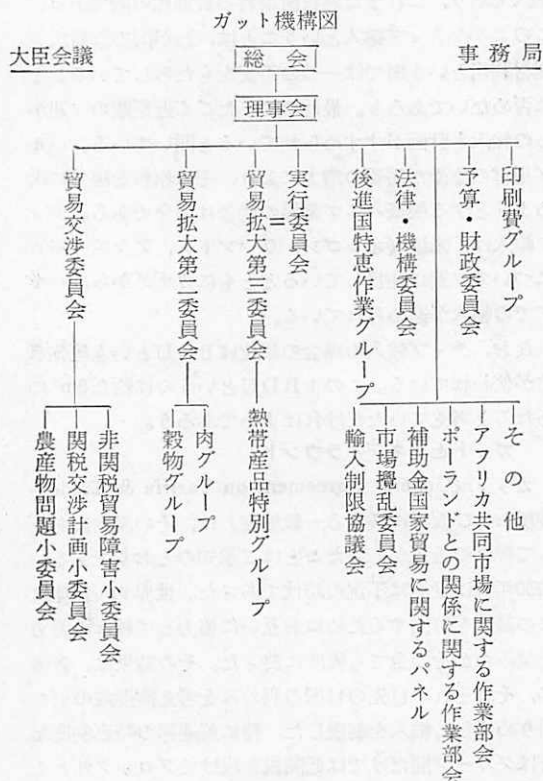 ガット機構図
大臣会議
総会
事務局
理事会
印刷費グループ
予算・財政委員会
法律・機構委員会
後進国特恵作業グループ
実行委員会
貿易拡大第三委員会
貿易拡大第二委員会
貿易交渉委員会
その他
アフリカ共同市場に関する作業部会
ポーランドとの関係に関する作業部会
補助金国家貿易に関するパネル
市場攪乱委員会
輸入制限協議会
熱帯産品特別グループ
肉グループ
穀物グループ
非関税貿易障害小委員会
関税交渉計画小委員会
農産物問題小委員会